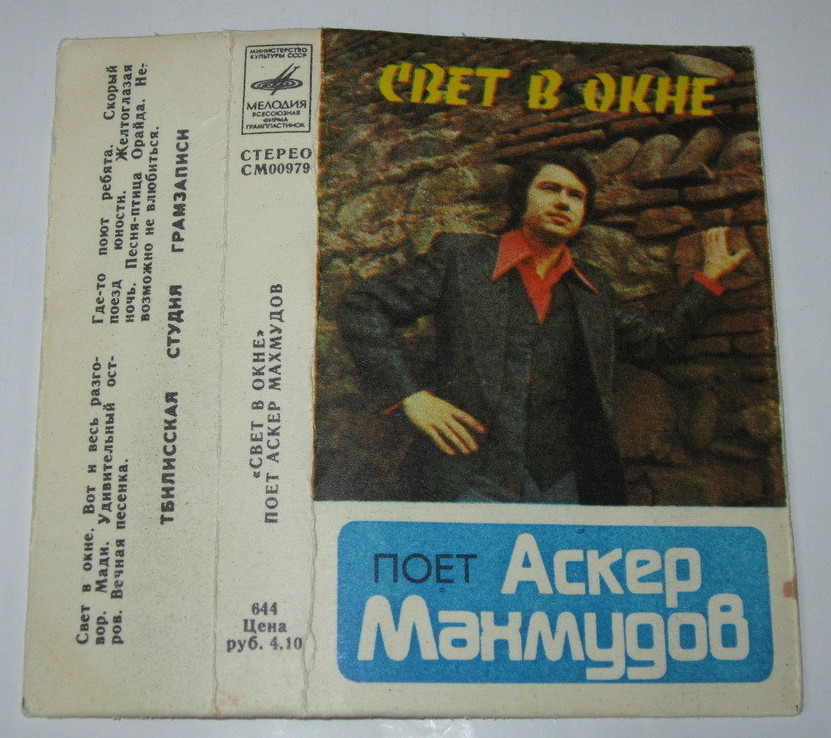 Свет в окне. Вот и весь разго-
вор. Мади. Удивительный ост-
ров. Вечная песенка.
Где-то поют ребята. Скорый
поезд юности. Желтоглазая
ночь. Песня-птица Орайда. Не-
возможно не влюбиться.
ТБИЛИССКАЯ СТУДИЯ ГРАМЗАПИСИ
МИНИСТЕРСТВО
КУЛЬТУРЫ СССР
МЕЛОДИЯ
ВСЕСОЮЗНАЯ
ФИРМА
ГРАМПЛАСТИНОК
СТЕРЕО
СМ00979
«СВЕТ В ОКНЕ»
ПОЕТ АСКЕР МАХМУДОВ
644
Цена
руб. 4.10
СВЕТ В ОКНЕ
ПОЕТ Аскер
Махмудов